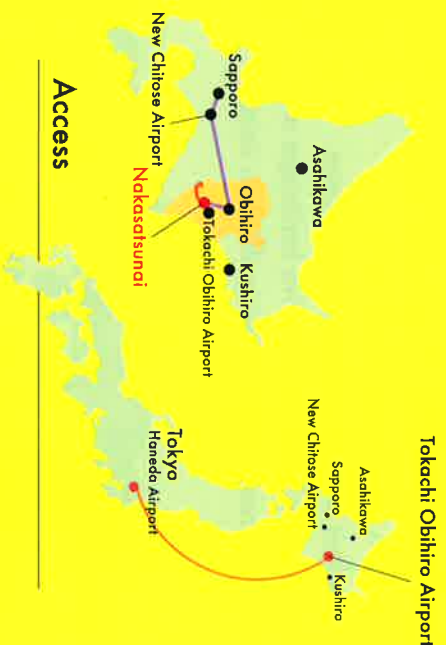 Asahikawa
Obihiro
Kushiro
Sapporo
Tokachi Obihiro Airport
New Chitose Airport
Nakasatsunai
Tokachi Obihiro Airport
Asahikawa
Sapporo
Kushiro
New Chitose Airport
Tokyo
Haneda Airport
Access